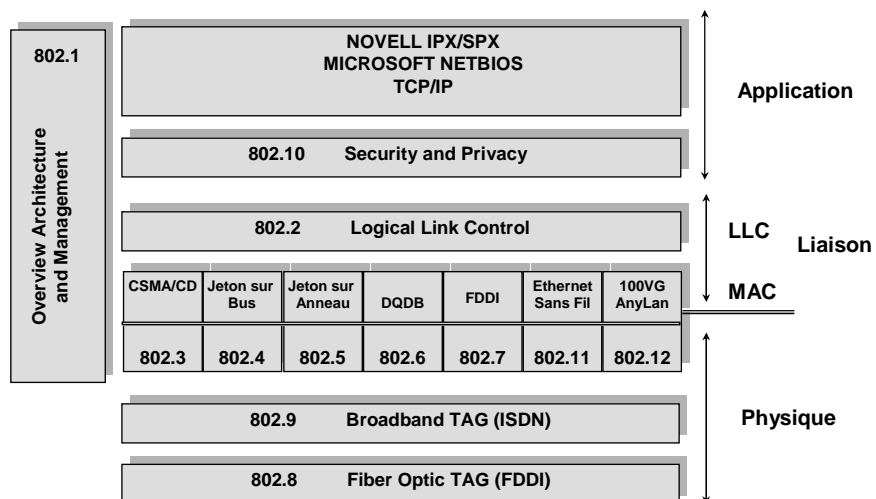 802.1
Overview Architecture
and Management
NOVELL IPX/SPX
MICROSOFT NETBIOS
TCP/IP
Application
802.10 Security and Privacy
802.2 Logical Link Control
LLC
Liaison
MAC
CSMA/CD
Jeton sur
Bus
Jeton sur
Anneau
DQDB
FDDI
Ethernet
Sans Fil
100VG
AnyLan
802.3 802.4 802.5 802.6 802.7 802.11 802.12
802.9 Broadband TAG (ISDN)
Physique
802.8 Fiber Optic TAG (FDDI)